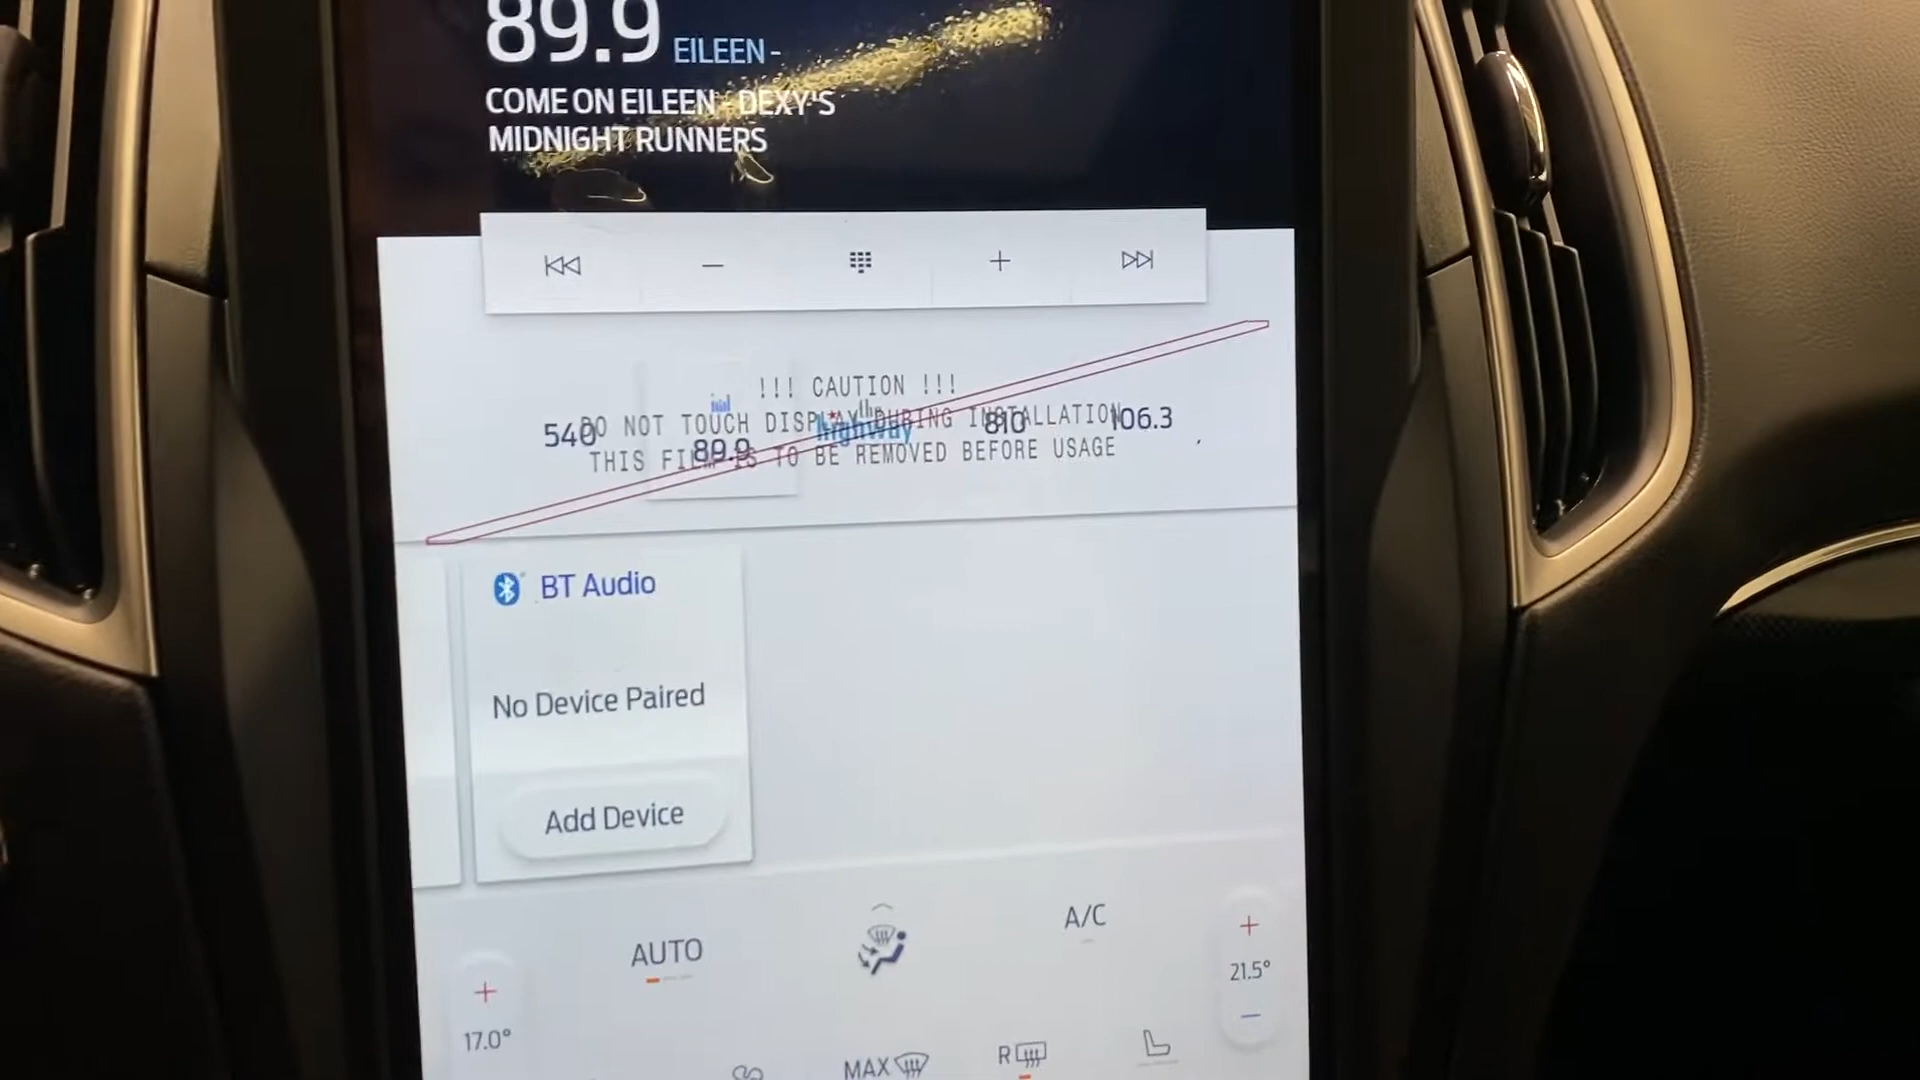 89.9 EILEEN -
COME ON EILEEN - DEXY'S
MIDNIGHT RUNNERS
!!! CAUTION !!!
DO NOT TOUCH DISPLAY DURING INSTALLATION
THIS FILM IS TO BE REMOVED BEFORE USAGE
540
89.9
the highway
810
106.3
BT Audio
No Device Paired
Add Device
AUTO
A/C
17.0°
21.5°
MAX
R